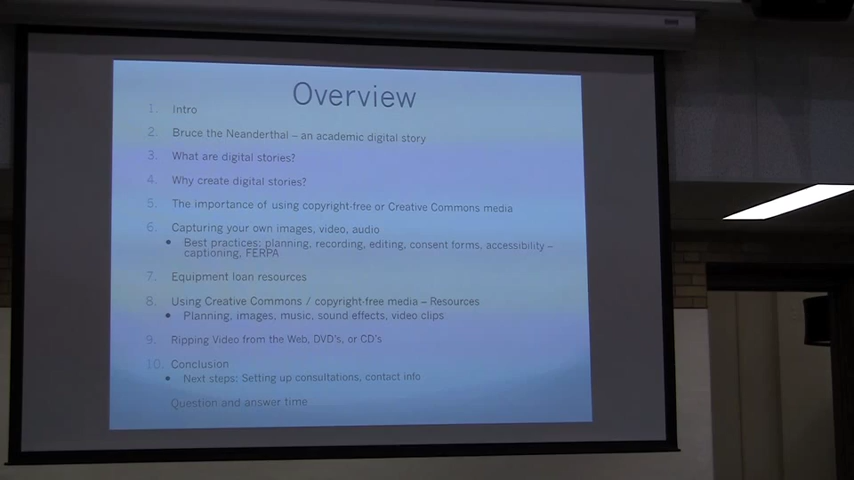 Overview
1. Intro
2. Bruce the Neanderthal – an academic digital story
3. What are digital stories?
4. Why create digital stories?
5. The importance of using copyright-free or Creative Commons media
6. Capturing your own images, video, audio
• Best practices: planning, recording, editing, consent forms, accessibility –
captioning, FERPA
7. Equipment loan resources
8. Using Creative Commons / copyright-free media – Resources
• Planning, images, music, sound effects, video clips
9. Ripping Video from the Web, DVD's, or CD's
10. Conclusion
• Next steps: Setting up consultations, contact info
Question and answer time